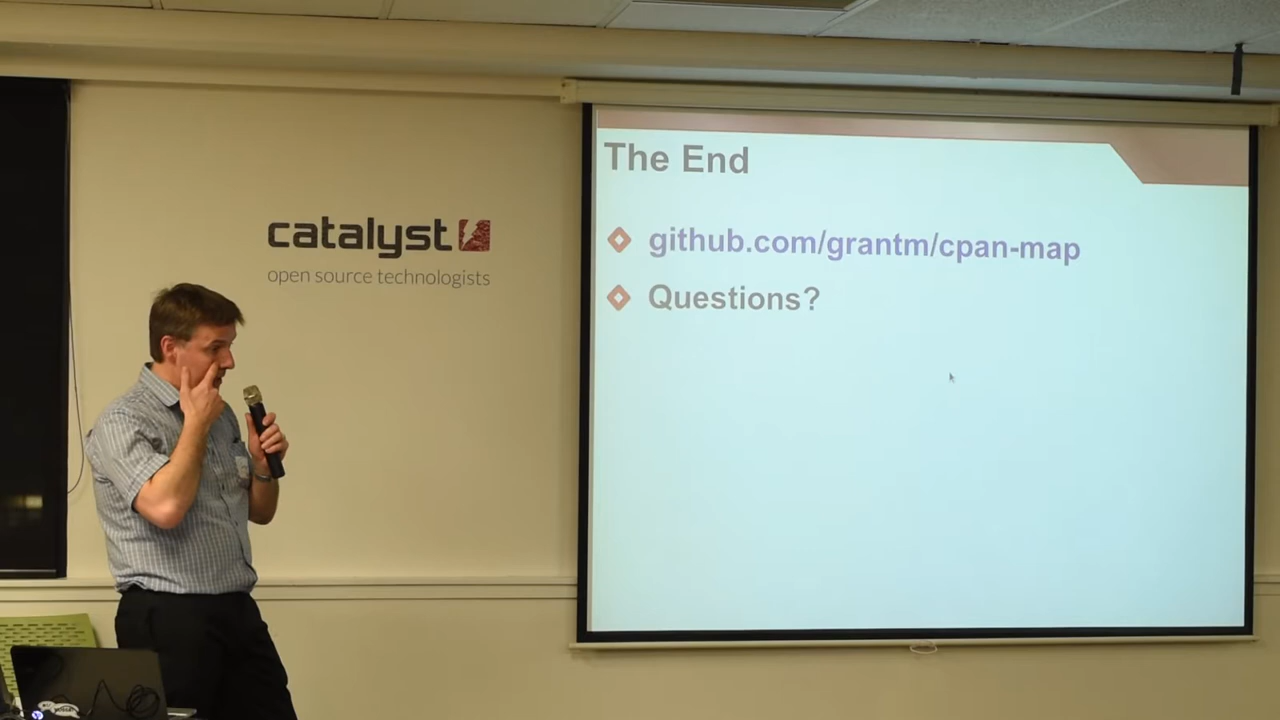 catalyst
open source technologists
The End
github.com/grantm/cpan-map
Questions?